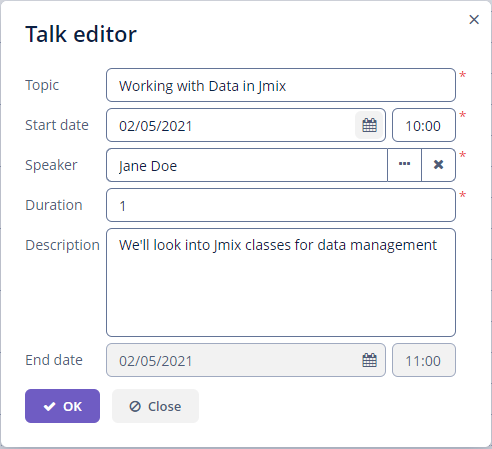 Talk editor
Topic Working with Data in Jmix *
Start date 02/05/2021 10:00 *
Speaker Jane Doe *
Duration 1 *
Description We'll look into Jmix classes for data management
End date 02/05/2021 11:00
OK Close